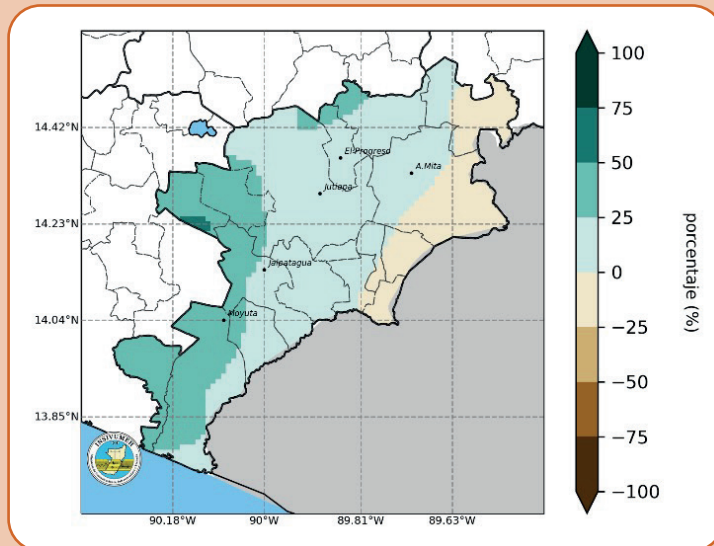 14.42°N
14.23°N
14.04°N
13.85°N
90.18°W
90°W
89.81°W
89.63°W
El Progreso
A.Mita
Jutiapa
Jalpatagua
Moyuta
INSIVUMEH
100
75
50
25
0
−25
−50
−75
−100
porcentaje (%)